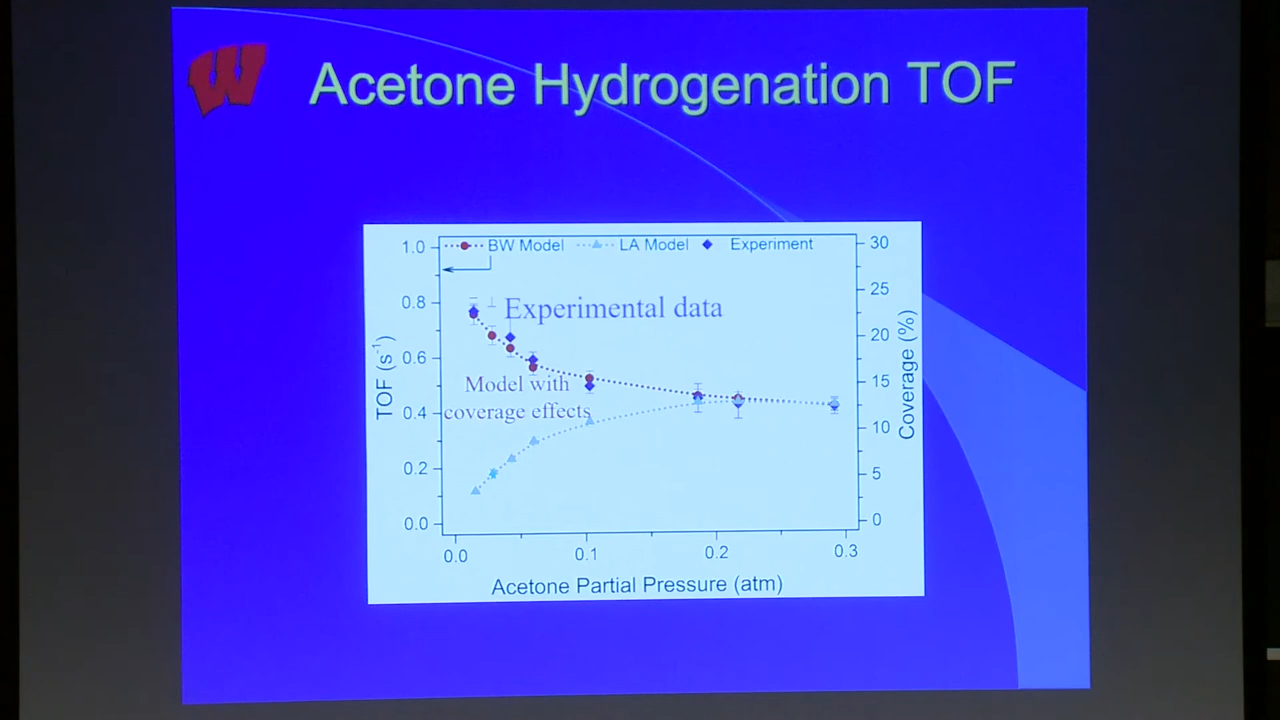 W
Acetone Hydrogenation TOF
BW Model LA Model Experiment
Experimental data
Model with
coverage effects
TOF (s⁻¹)
1.0
0.8
0.6
0.4
0.2
0.0
30
25
20
15
10
5
0
Coverage (%)
0.0 0.1 0.2 0.3
Acetone Partial Pressure (atm)